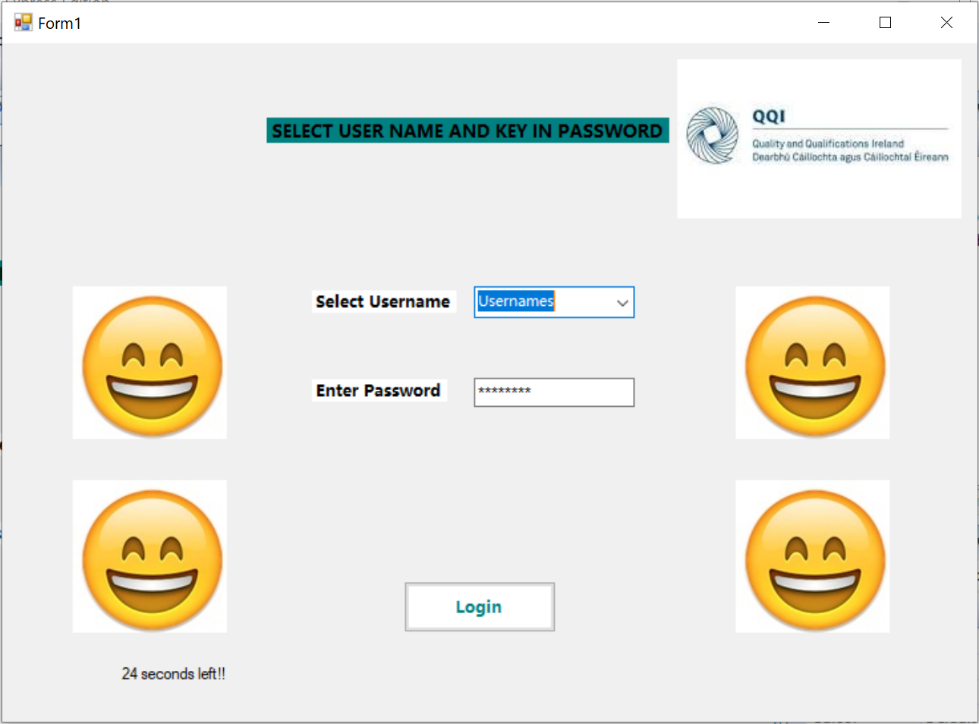 Form1
SELECT USER NAME AND KEY IN PASSWORD
QQI
Quality and Qualifications Ireland
Dearbhú Cáilíochta agus Cáilíochtaí Éireann
Select Username
Usernames
Enter Password
********
Login
24 seconds left!!